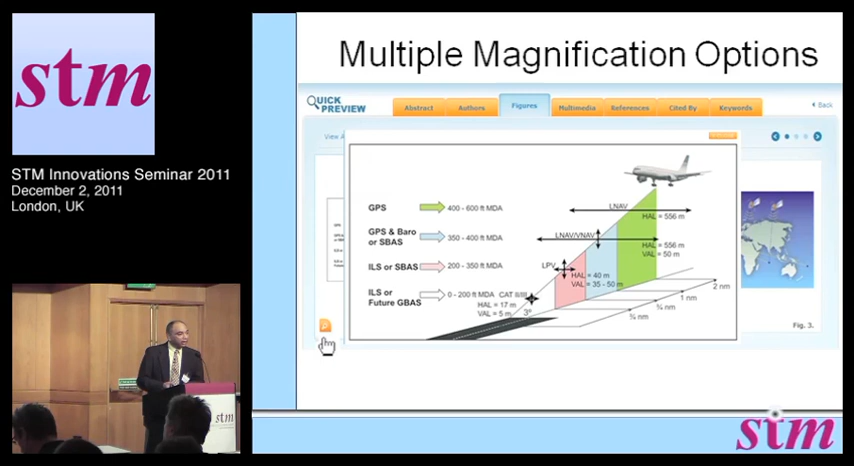 stm
STM Innovations Seminar 2011
December 2, 2011
London, UK
stm
Multiple Magnification Options
QUICK
PREVIEW
Abstract
Authors
Figures
Multimedia
References
Cited By
Keywords
Back
View
GPS
400 - 600 ft MDA
GPS & Baro
or SBAS
350 - 400 ft MDA
ILS or SBAS
200 - 350 ft MDA
ILS or
Future GBAS
0 - 200 ft MDA CAT II/III
HAL = 17 m
VAL = 5 m
3°
LNAV
HAL = 556 m
LNAV/VNAV
HAL = 556 m
VAL = 50 m
LPV
HAL = 40 m
VAL = 35 - 50 m
2 nm
1 nm
¾ nm
½ nm
Fig. 3.
stm